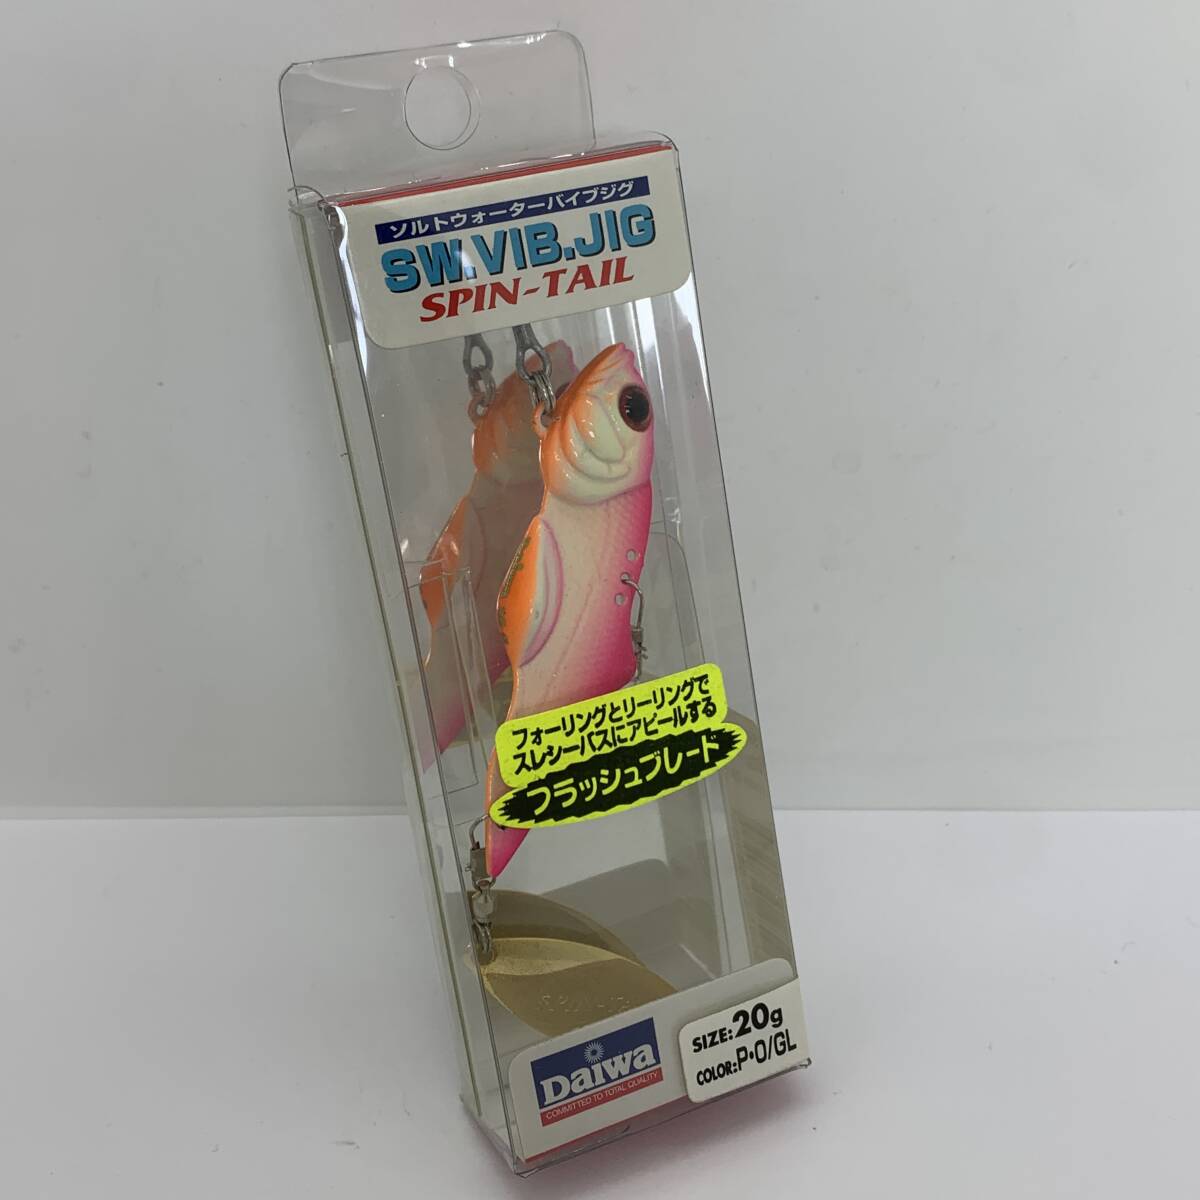 ソルトウォーターバイブジグ
SW.VIB.JIG
SPIN-TAIL
フォーリングとリーリングで
スレシーバスにアピールする
フラッシュブレード
Daiwa
COMMITTED TO TOTAL QUALITY
SIZE:20g
COLOR:P・O/GL